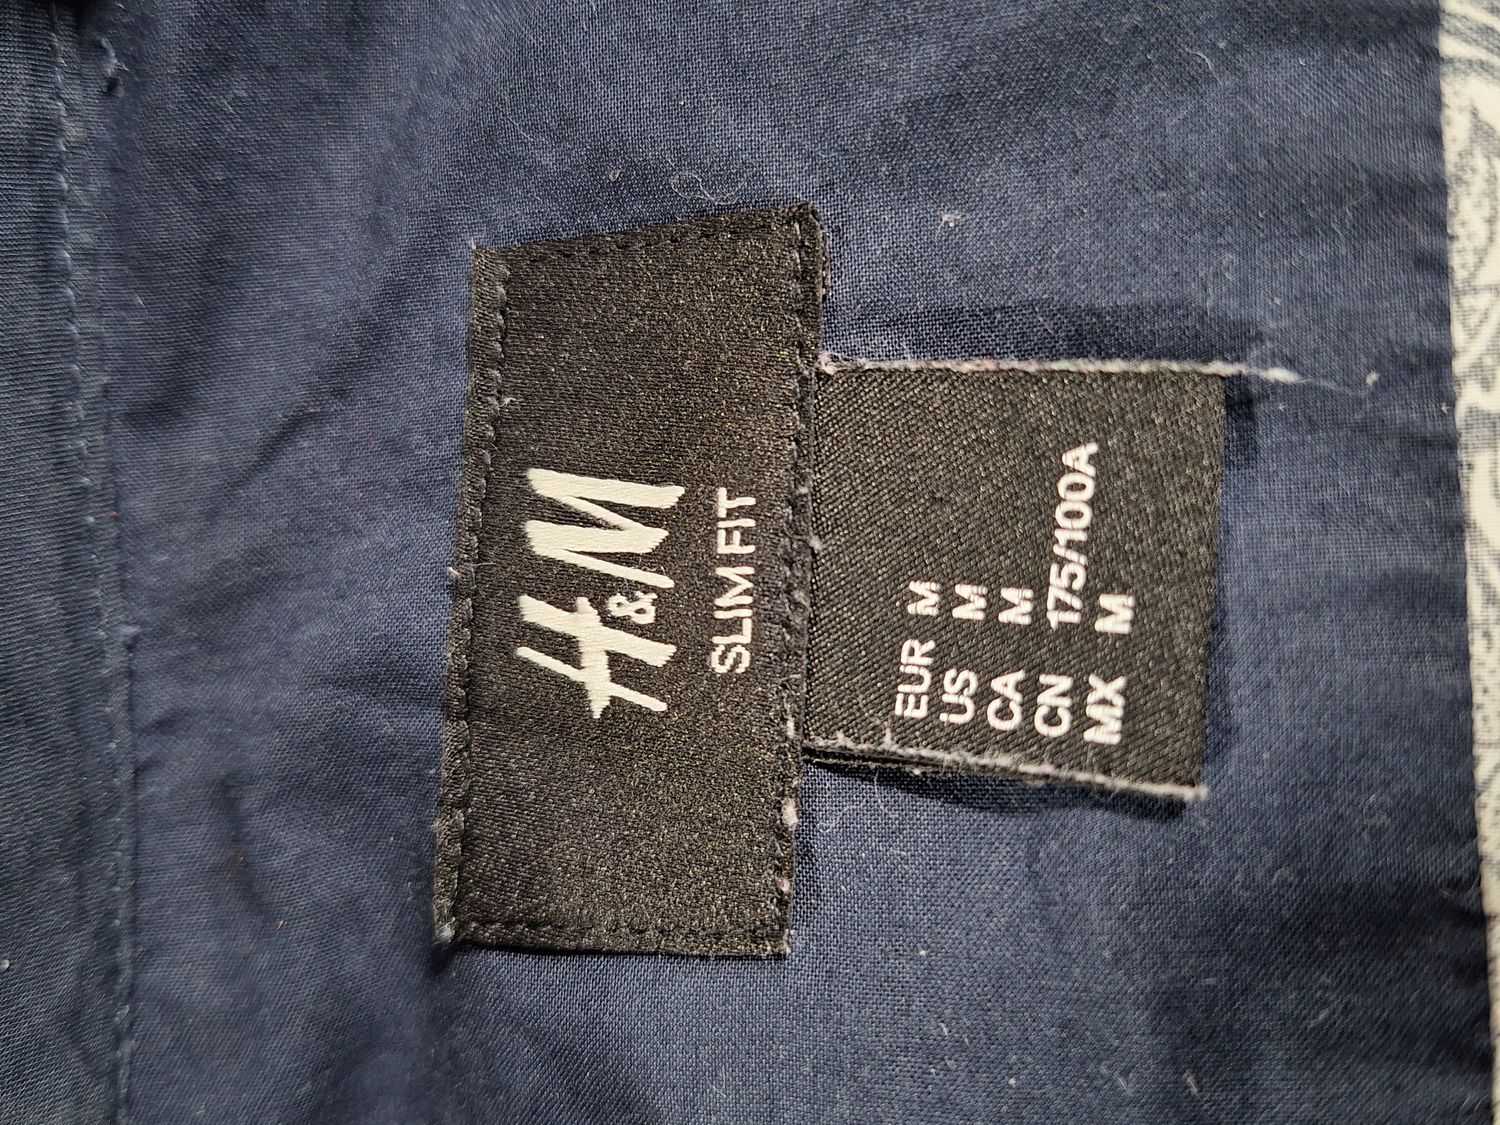 H&M
SLIM FIT
EUR M
US M
CA M
CN 175/100A
MX M